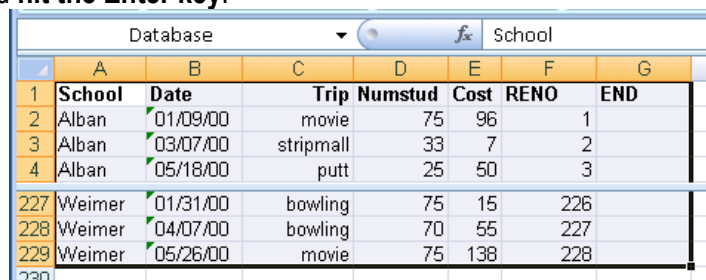 hit the Enter key.
Database fx School
A B C D E F G
1 School Date Trip Numstud Cost RENO END
2 Alban 01/09/00 movie 75 96 1
3 Alban 03/07/00 stripmall 33 7 2
4 Alban 05/18/00 putt 25 50 3
227 Weimer 01/31/00 bowling 75 15 226
228 Weimer 04/07/00 bowling 70 55 227
229 Weimer 05/26/00 movie 75 138 228
230